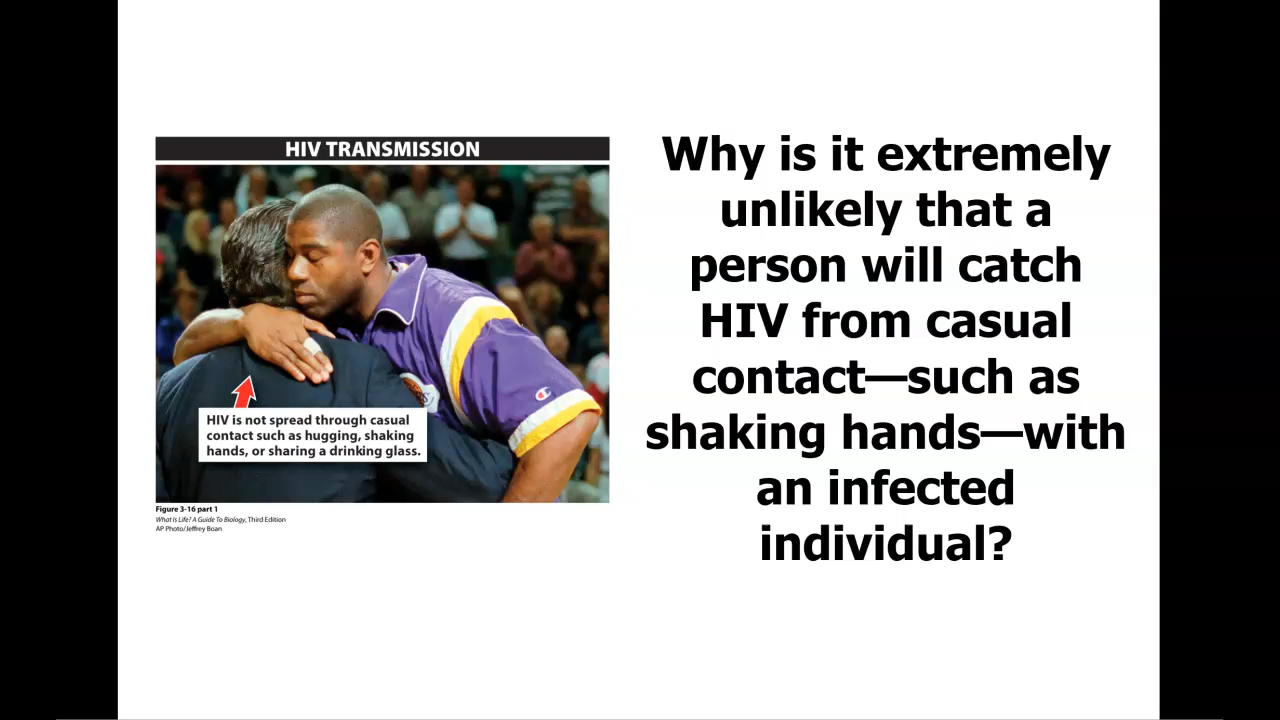 HIV TRANSMISSION
HIV is not spread through casual
contact such as hugging, shaking
hands, or sharing a drinking glass.
Figure 3-16 part 1
What Is Life? A Guide To Biology, Third Edition
AP Photo/Jeffrey Boan
Why is it extremely
unlikely that a
person will catch
HIV from casual
contact—such as
shaking hands—with
an infected
individual?